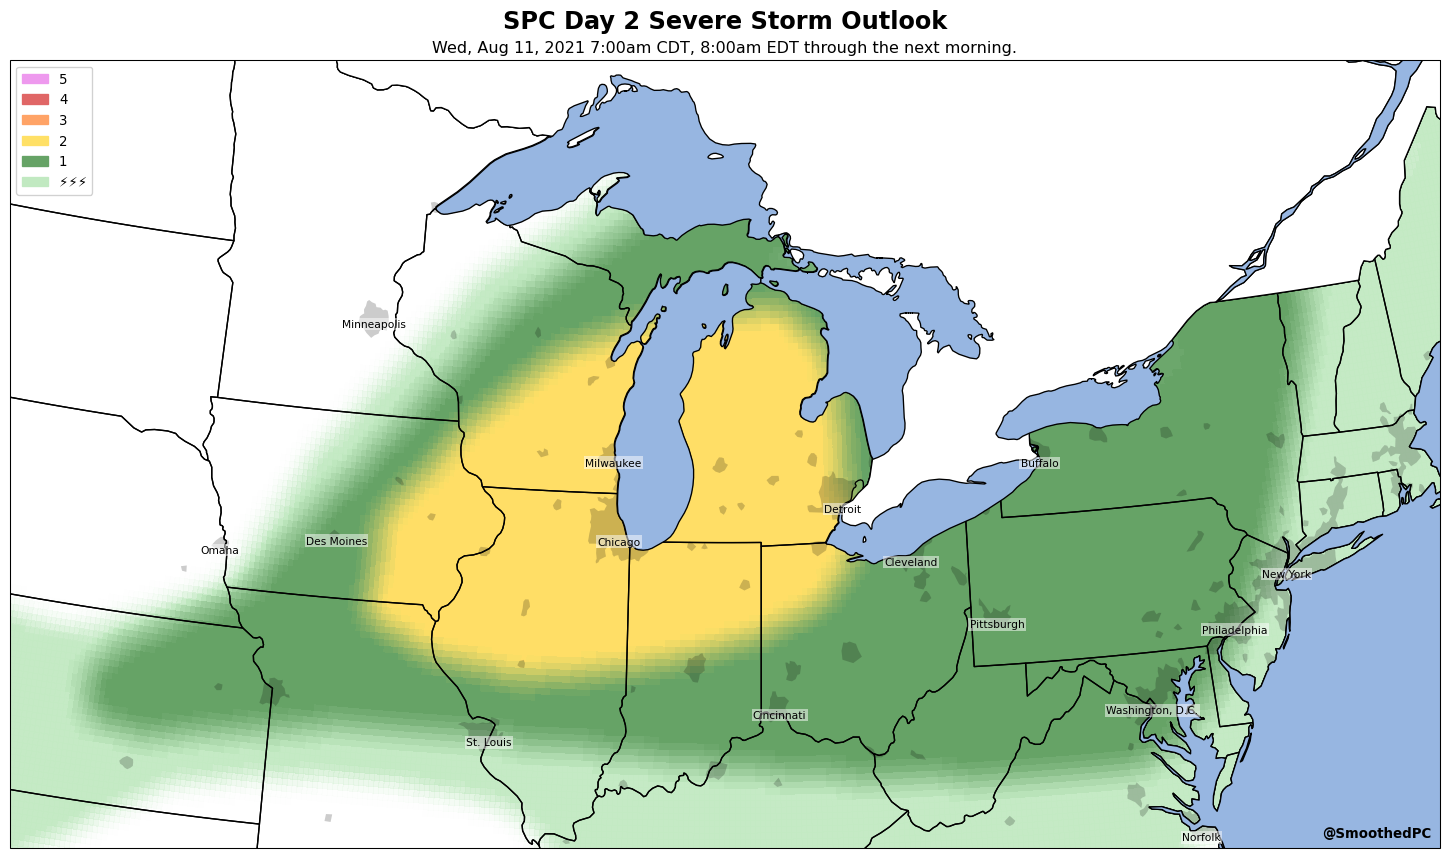 SPC Day 2 Severe Storm Outlook
Wed, Aug 11, 2021 7:00am CDT, 8:00am EDT through the next morning.
5
4
3
2
1
⚡⚡⚡
Minneapolis
Milwaukee
Buffalo
Detroit
Des Moines
Chicago
Omaha
Cleveland
New York
Pittsburgh
Philadelphia
Washington, D.C.
Cincinnati
St. Louis
Norfolk
@SmoothedPC